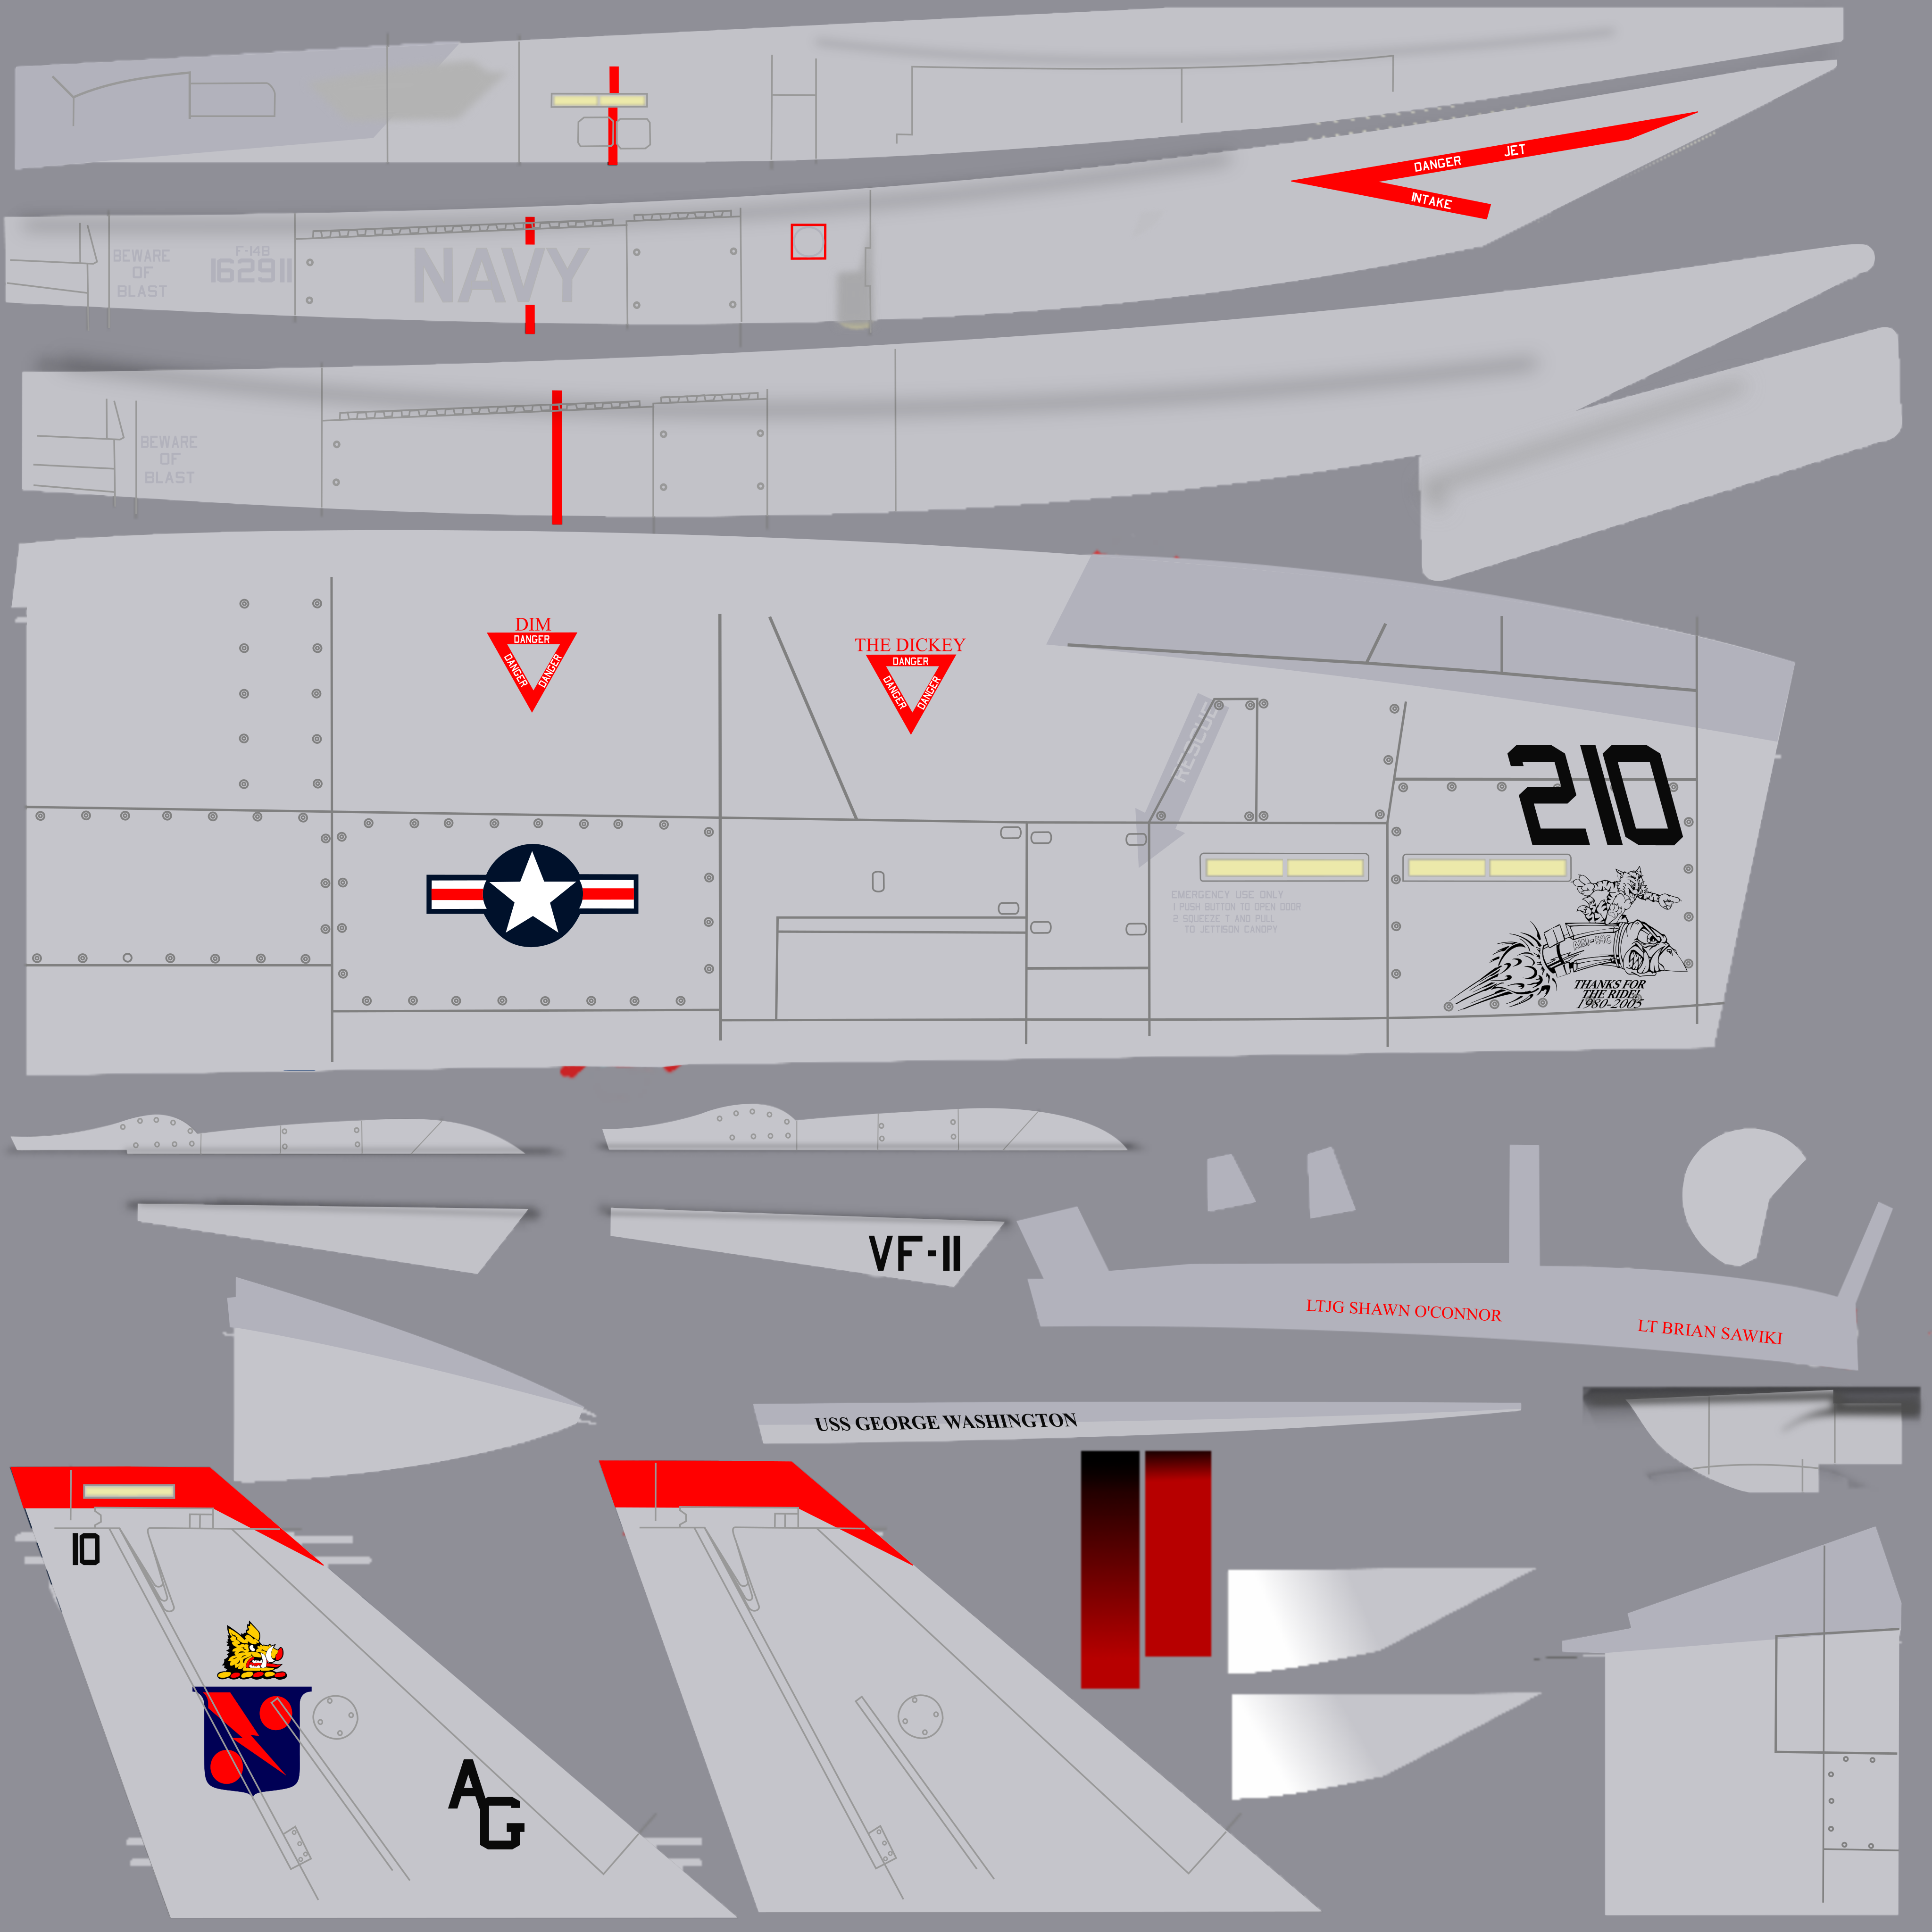 DANGER JET
INTAKE
BEWARE
OF
BLAST
F-14B
162911
NAVY
BEWARE
OF
BLAST
DIM
DANGER
DANGER
DANGER
THE DICKEY
DANGER
DANGER
DANGER
RESCUE
210
EMERGENCY USE ONLY
1 PUSH BUTTON TO OPEN DOOR
2 SQUEEZE T AND PULL
TO JETTISON CANOPY
AIM-54C
THANKS FOR
THE RIDE!
1980-2005
VF-11
LTJG SHAWN O'CONNOR
LT BRIAN SAWIKI
USS GEORGE WASHINGTON
10
A
G